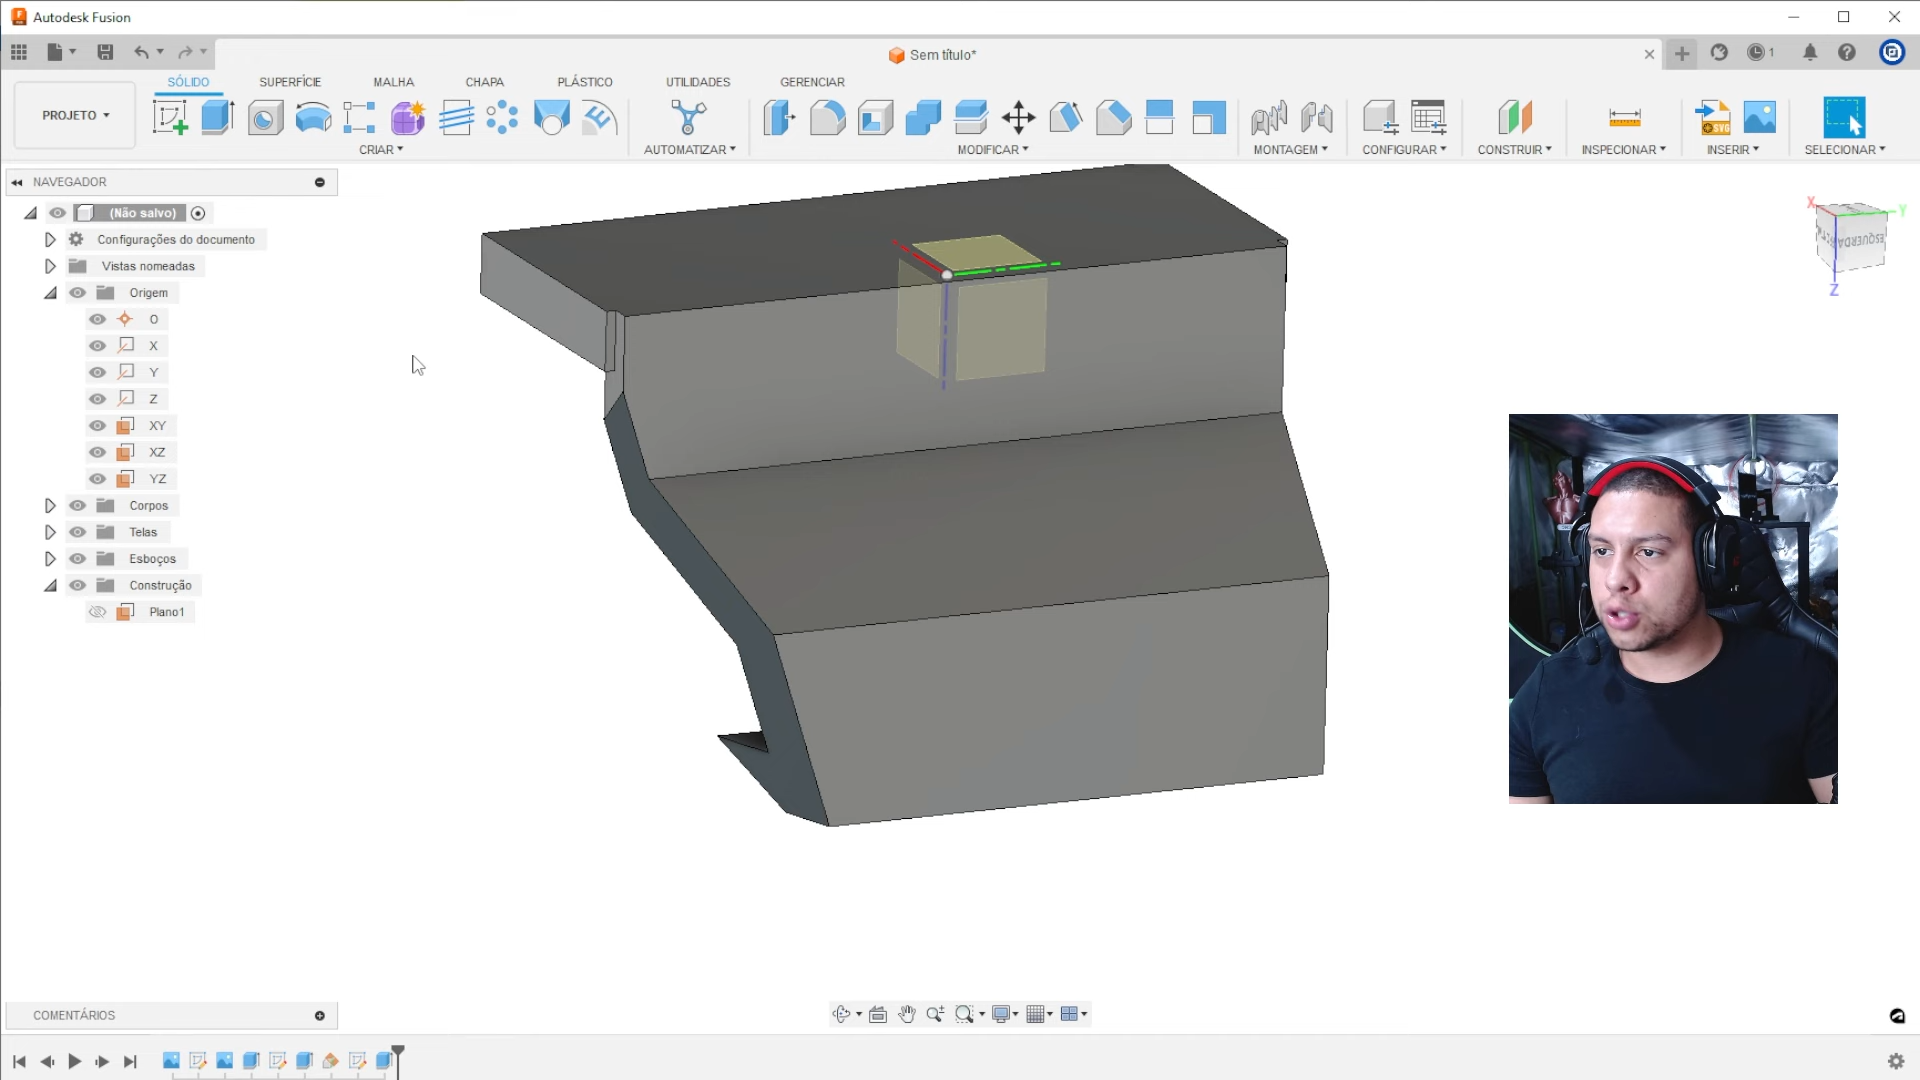 Autodesk Fusion
Sem título*
1
PROJETO
SÓLIDO
SUPERFÍCIE
MALHA
CHAPA
PLÁSTICO
UTILIDADES
GERENCIAR
CRIAR
AUTOMATIZAR
MODIFICAR
MONTAGEM
CONFIGURAR
CONSTRUIR
INSPECIONAR
INSERIR
SVG
SELECIONAR
NAVEGADOR
(Não salvo)
Configurações do documento
Vistas nomeadas
Origem
O
X
Y
Z
XY
XZ
YZ
Corpos
Telas
Esboços
Construção
Plano1
X
Y
ESQUERDA
Z
COMENTÁRIOS